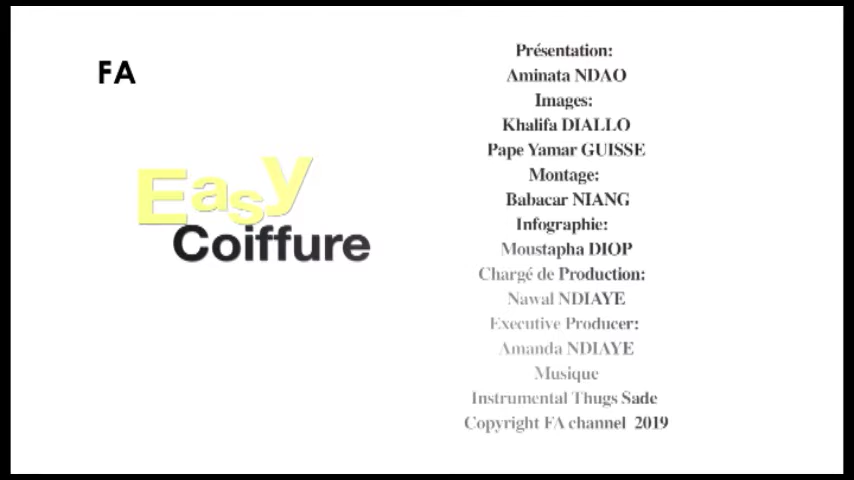 FA
Easy
Coiffure
Présentation:
Aminata NDAO
Images:
Khalifa DIALLO
Pape Yamar GUISSE
Montage:
Babacar NIANG
Infographie:
Moustapha DIOP
Chargé de Production:
Nawal NDIAYE
Executive Producer:
Amanda NDIAYE
Musique
Instrumental Thugs Sade
Copyright FA channel 2019